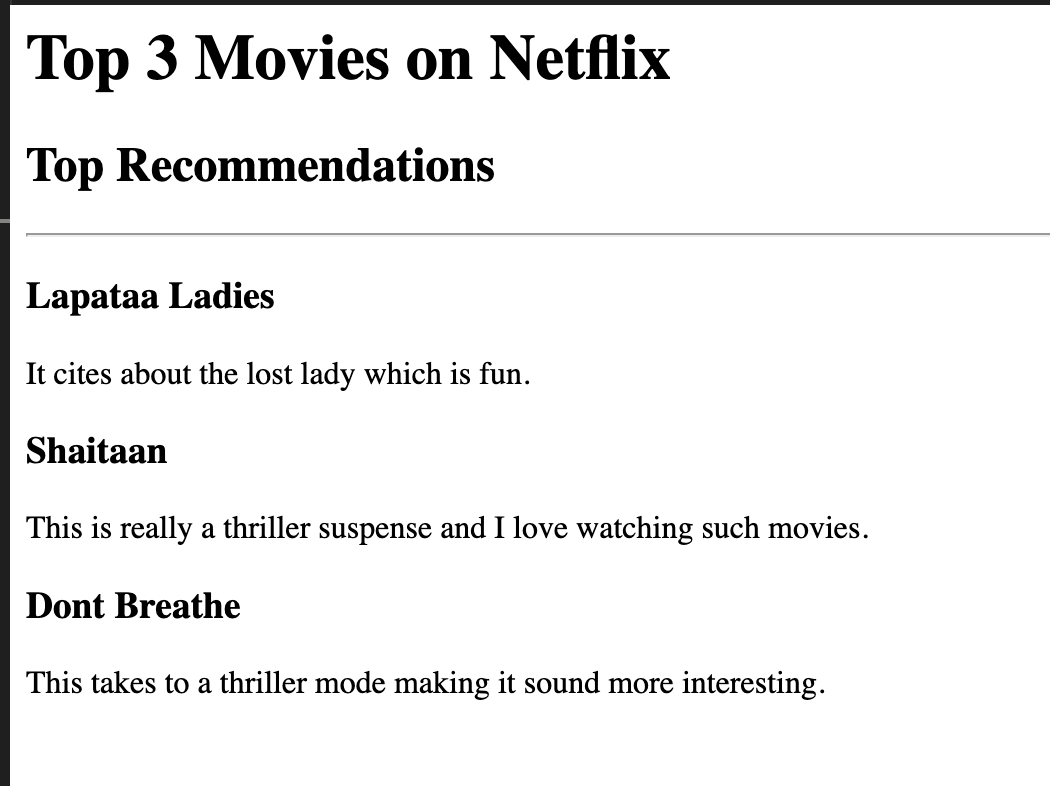 Top 3 Movies on Netflix
Top Recommendations
Lapataa Ladies
It cites about the lost lady which is fun.
Shaitaan
This is really a thriller suspense and I love watching such movies.
Dont Breathe
This takes to a thriller mode making it sound more interesting.